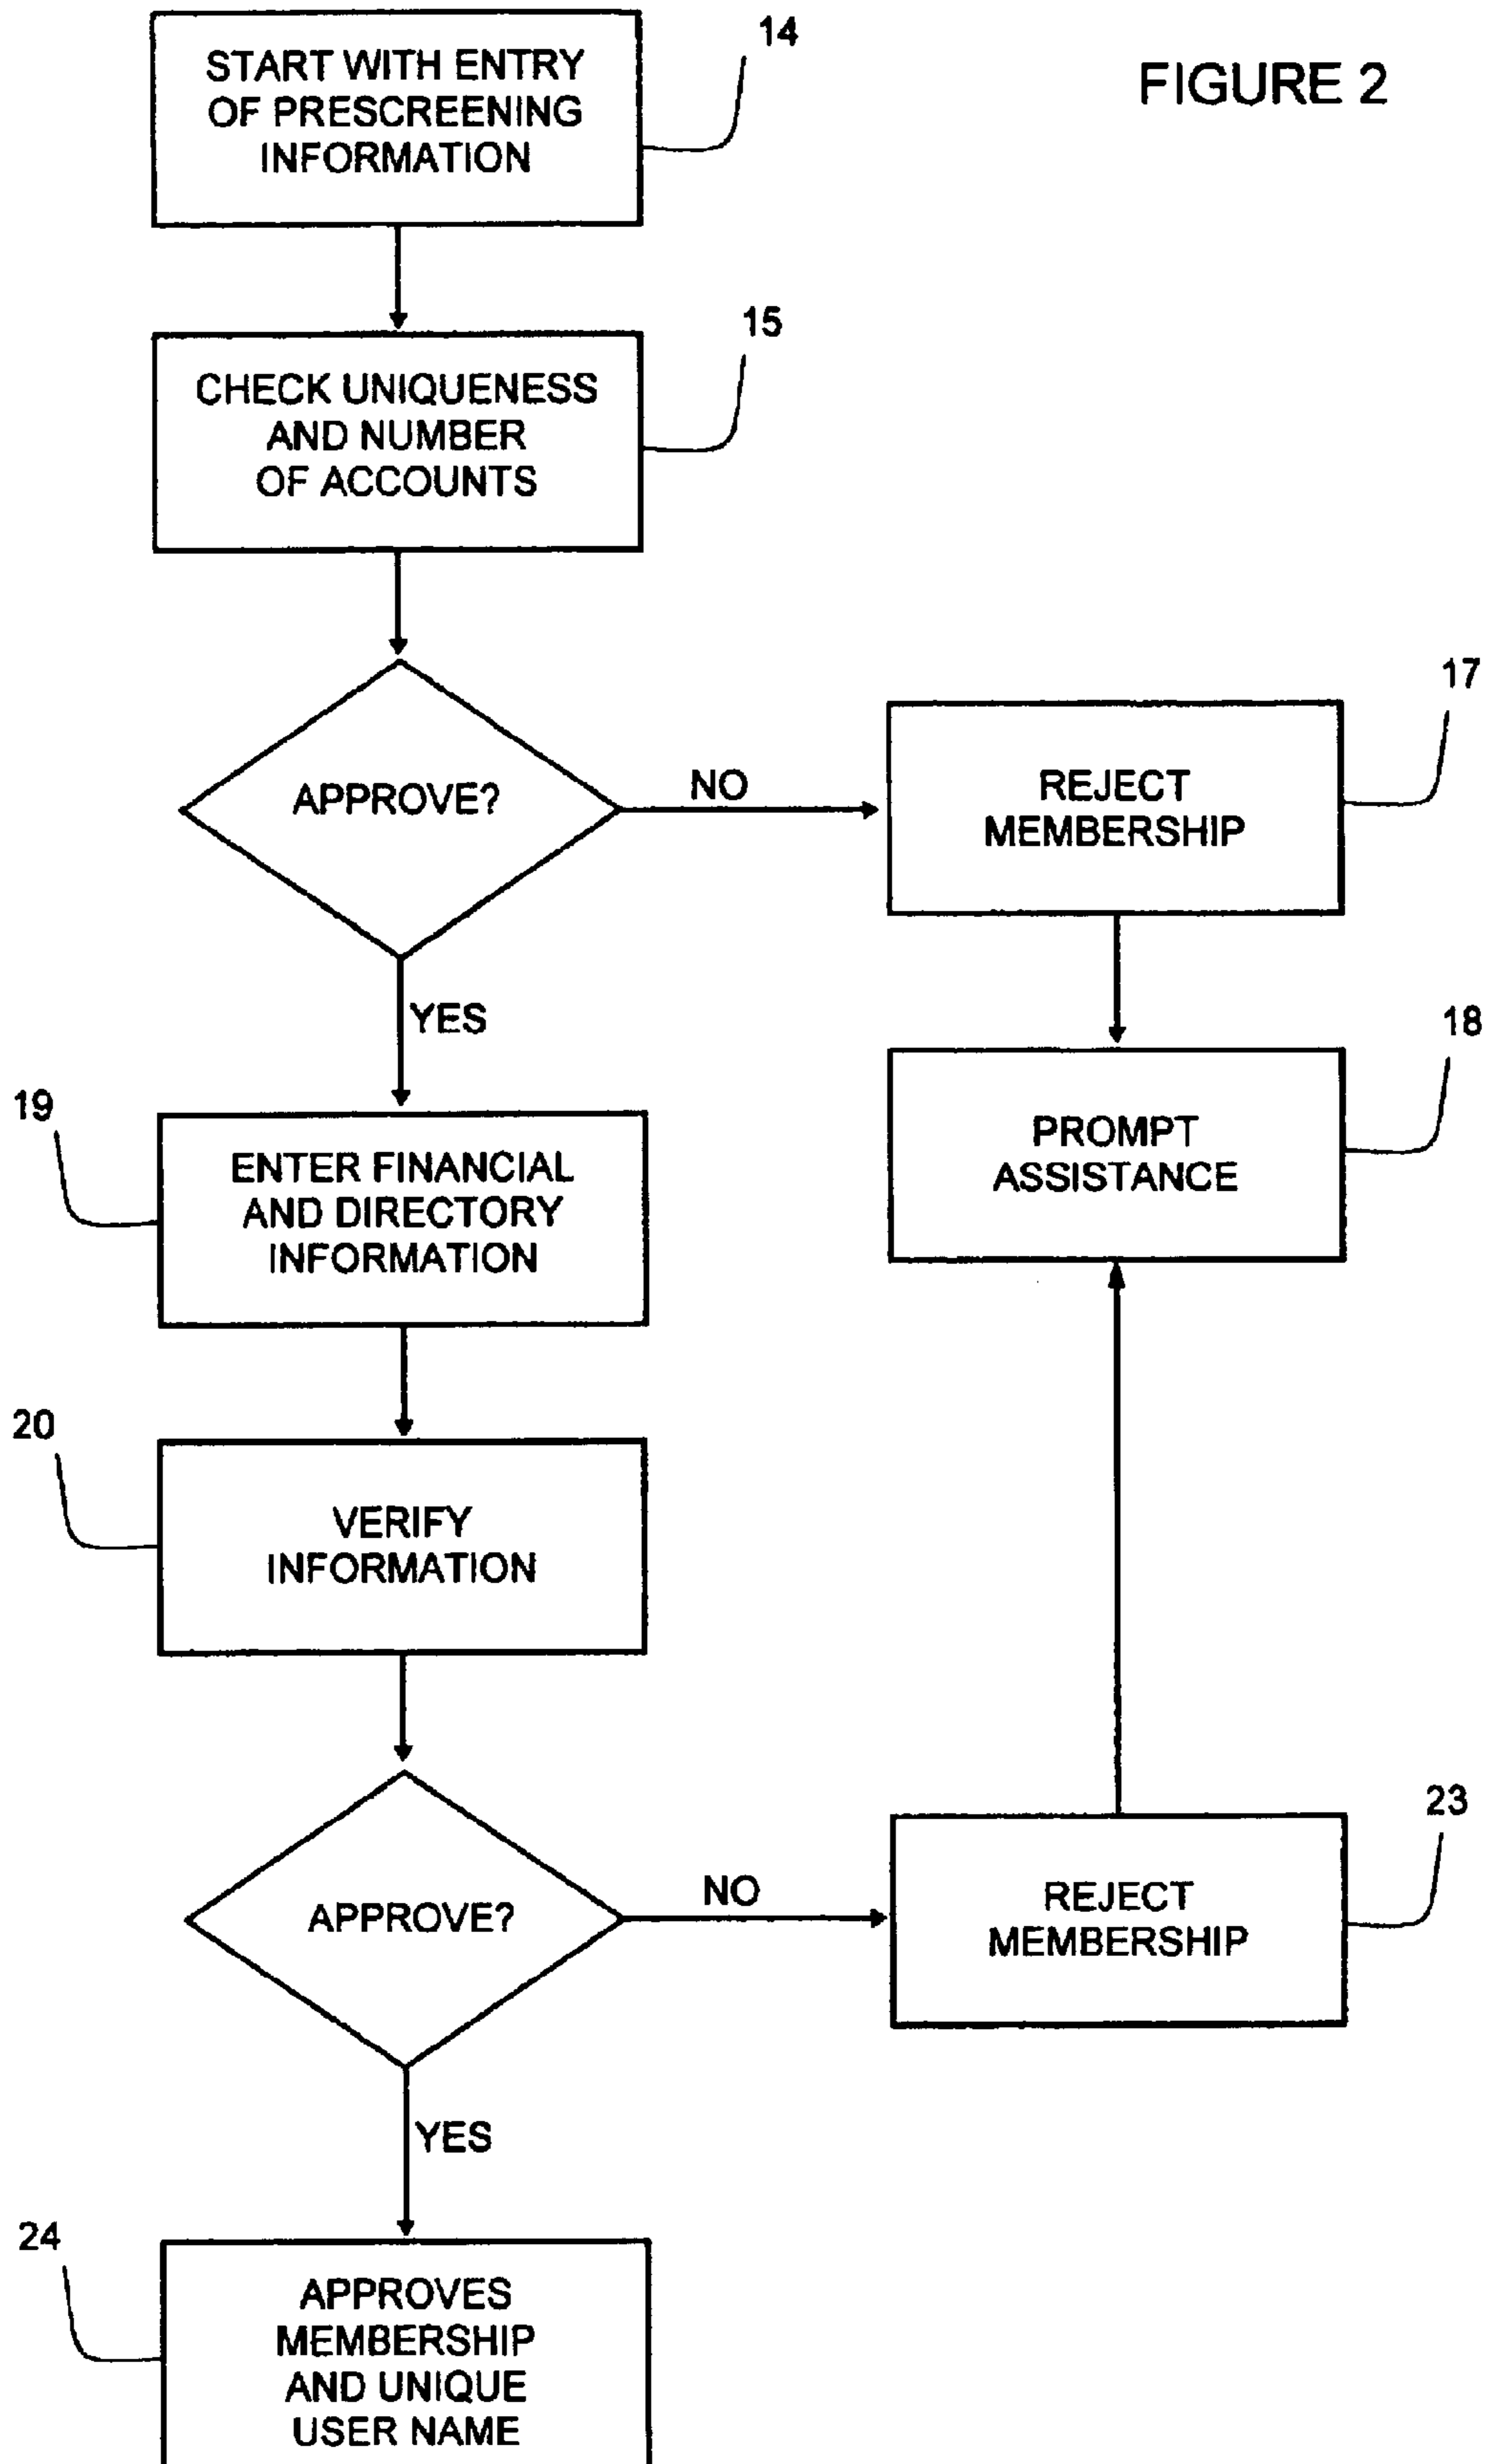 FIGURE 2
14
START WITH ENTRY
OF PRESCREENING
INFORMATION
15
CHECK UNIQUENESS
AND NUMBER
OF ACCOUNTS
APPROVE?
NO
17
REJECT
MEMBERSHIP
YES
18
PROMPT
ASSISTANCE
19
ENTER FINANCIAL
AND DIRECTORY
INFORMATION
20
VERIFY
INFORMATION
APPROVE?
NO
23
REJECT
MEMBERSHIP
YES
24
APPROVES
MEMBERSHIP
AND UNIQUE
USER NAME